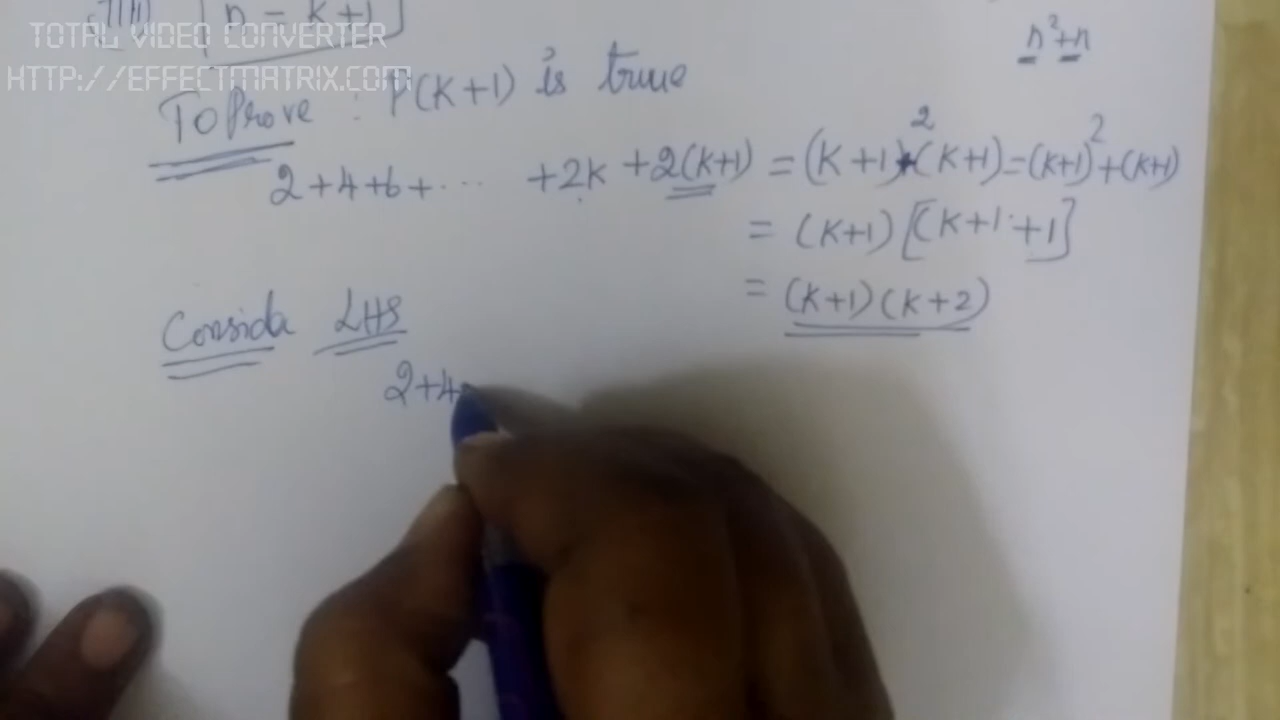 TOTAL VIDEO CONVERTER
HTTP://EFFECTMATRIX.COM
n = k+1
n²+n
To Prove : P(K+1) is true
2+4+6+ ... +2k +2(k+1) = (K+1)²+(K+1) = (k+1)²+(k+1)
= (K+1) [(K+1 +1]
= (k+1)(k+2)
Consida LHS
2+4